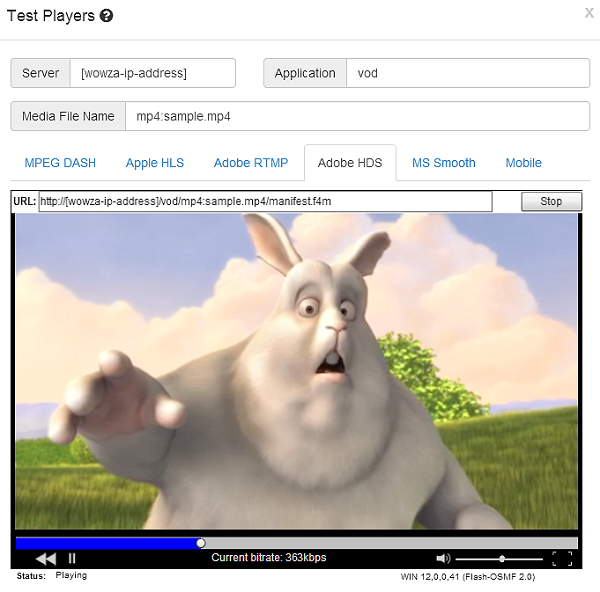 Test Players ? X
Server [wowza-ip-address] Application vod
Media File Name mp4:sample.mp4
MPEG DASH Apple HLS Adobe RTMP Adobe HDS MS Smooth Mobile
URL: http://[wowza-ip-address]/vod/mp4:sample.mp4/manifest.f4m Stop
Current bitrate: 363kbps
Status: Playing WIN 12,0,0,41 (Flash-OSMF 2.0)